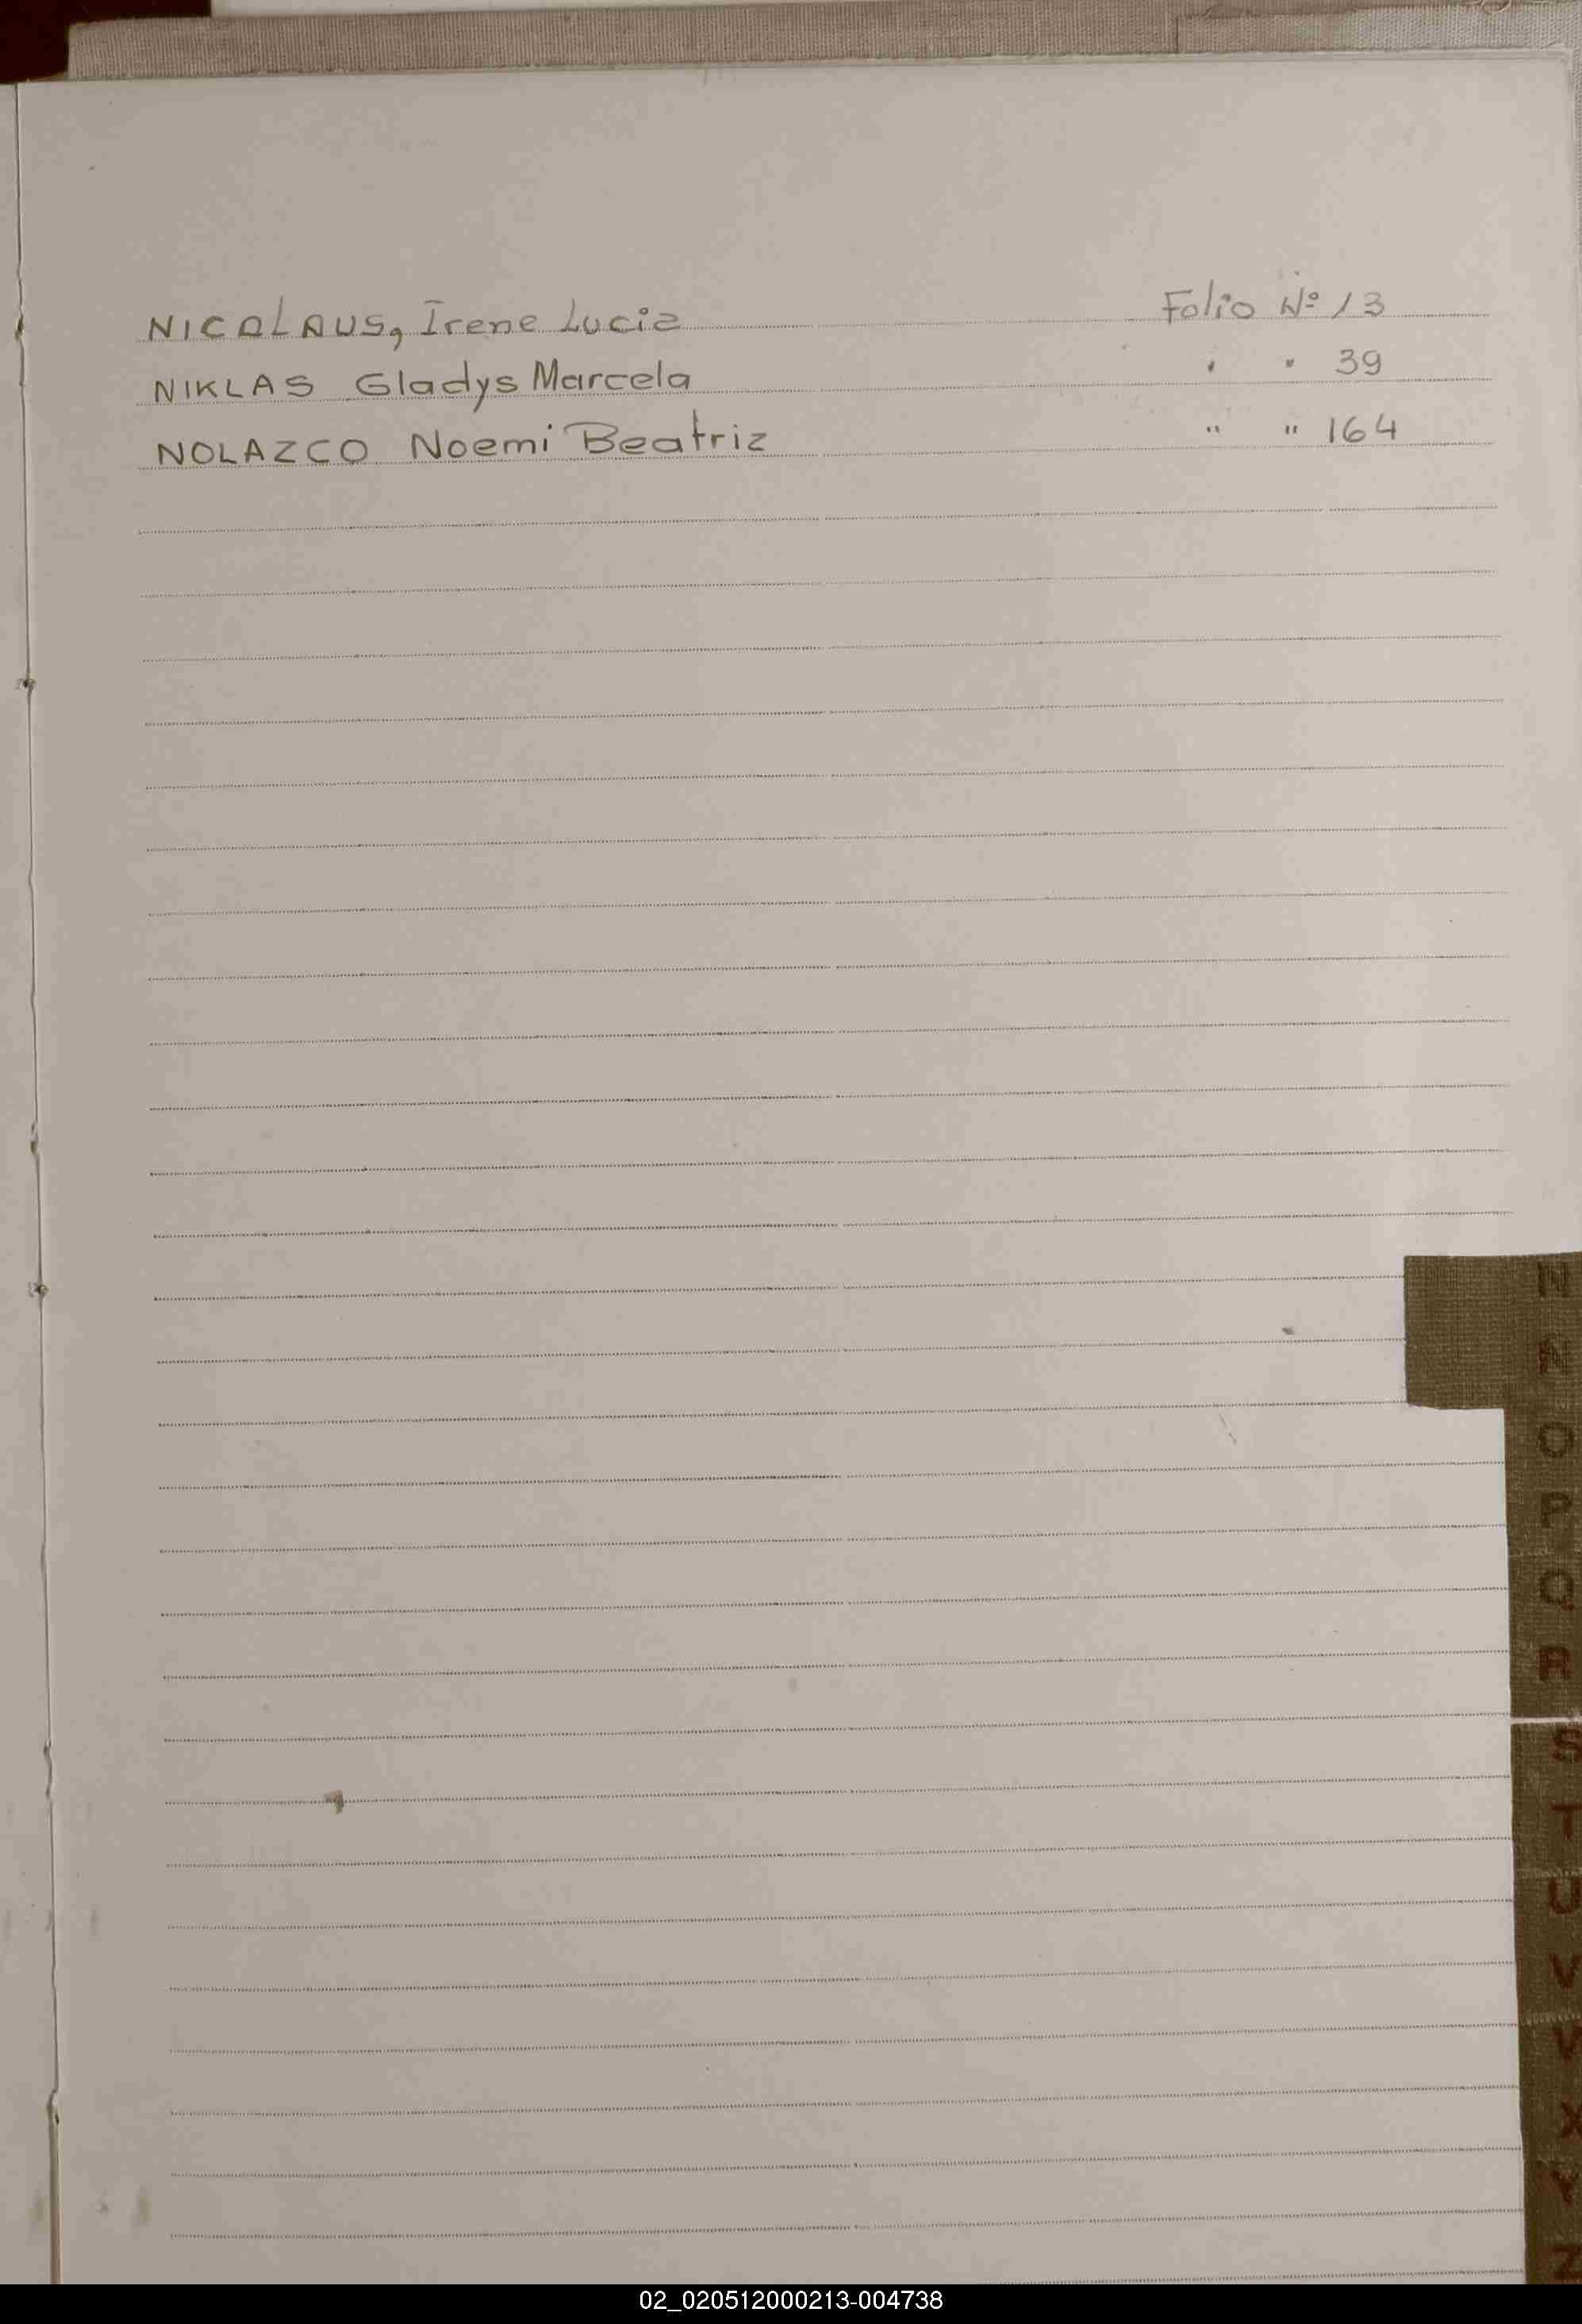 NICOLAUS, Irene Lucia Folio Nº 13
NIKLAS Gladys Marcela " " 39
NOLAZCO Noemi Beatriz " " 164
N
Ñ
O
P
Q
R
S
T
U
V
X
Y
Z
02_020512000213-004738